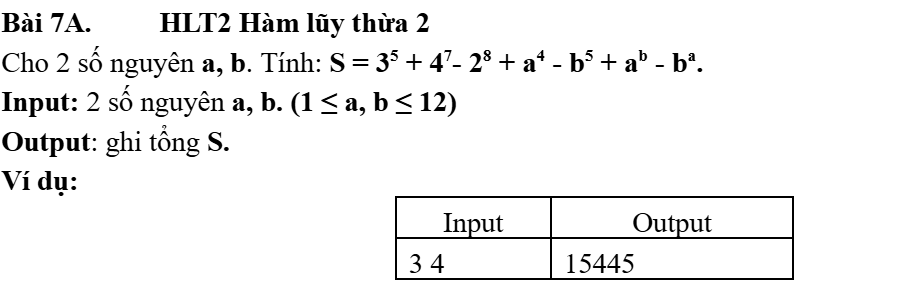 Bài 7A. HLT2 Hàm lũy thừa 2
Cho 2 số nguyên a, b. Tính: S = 3⁵ + 4⁷- 2⁸ + a⁴ - b⁵ + aᵇ - bᵃ.
Input: 2 số nguyên a, b. (1 ≤ a, b ≤ 12)
Output: ghi tổng S.
Ví dụ:
Input Output
3 4 15445